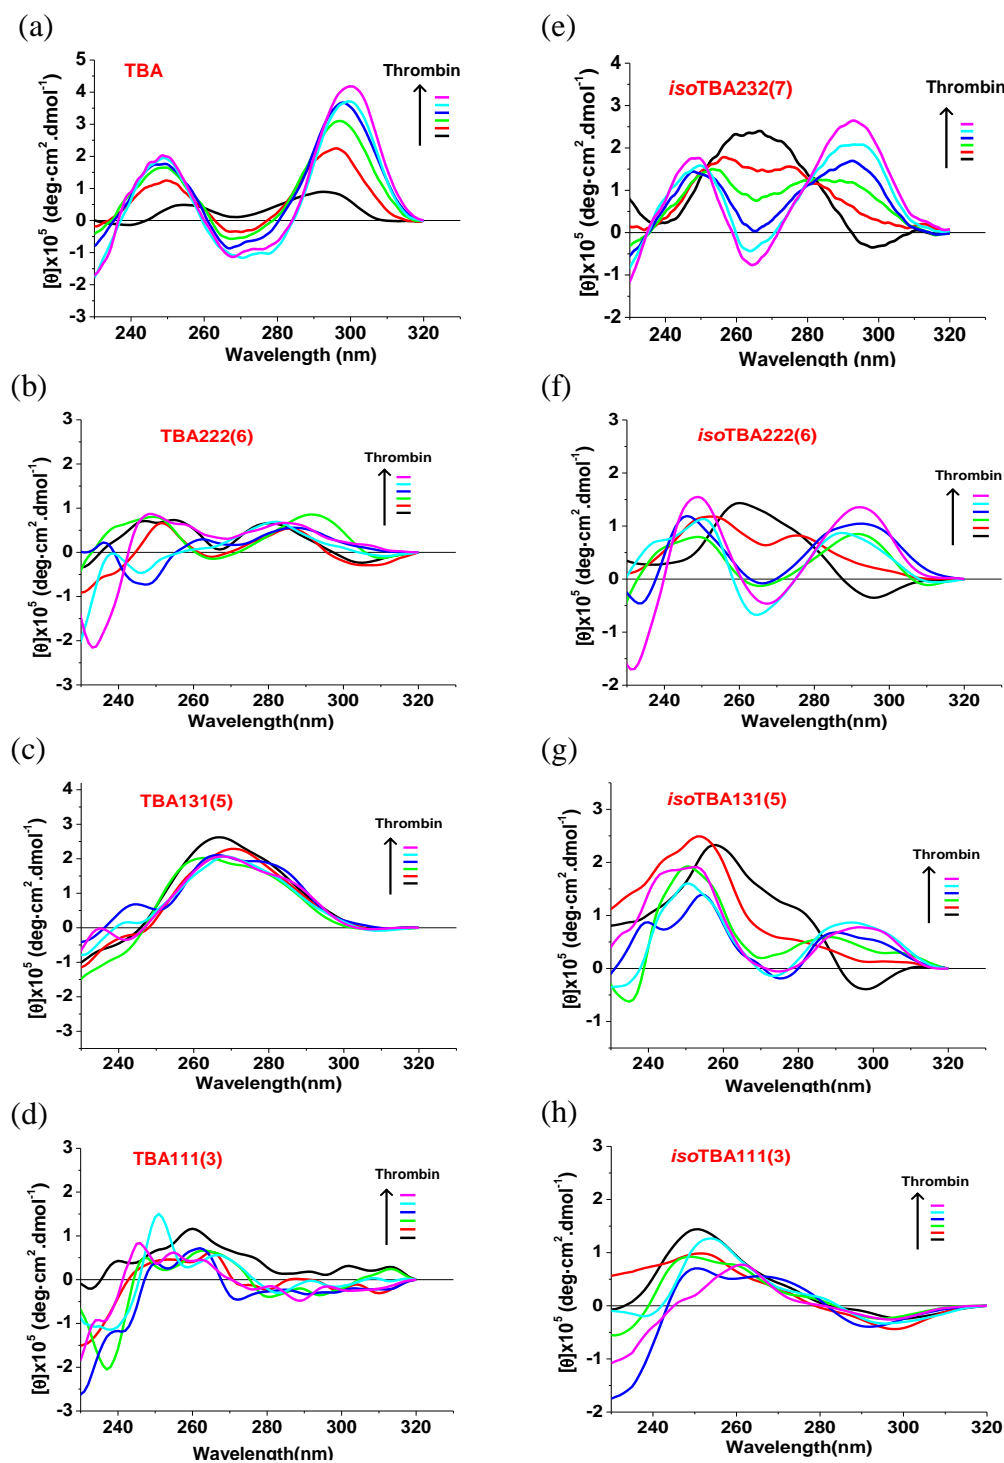 (a)
TBA
Thrombin
5
4
3
2
1
0
-1
-2
-3
240 260 280 300 320
[θ]x10⁵ (deg·cm².dmol⁻¹)
Wavelength (nm)
(e)
isoTBA232(7)
Thrombin
4
3
2
1
0
-1
-2
240 260 280 300 320
[θ]x10⁵ (deg·cm².dmol⁻¹)
Wavelength (nm)
(b)
TBA222(6)
Thrombin
3
2
1
0
-1
-2
-3
240 260 280 300 320
[θ]x10⁵ (deg·cm².dmol⁻¹)
Wavelength(nm)
(f)
isoTBA222(6)
Thrombin
3
2
1
0
-1
-2
240 260 280 300 320
[θ]x10⁵ (deg·cm².dmol⁻¹)
Wavelength(nm)
(c)
TBA131(5)
Thrombin
4
3
2
1
0
-1
-2
-3
240 260 280 300 320
[θ]x10⁵ (deg·cm².dmol⁻¹)
Wavelength(nm)
(g)
isoTBA131(5)
Thrombin
3
2
1
0
-1
240 260 280 300 320
[θ]x10⁵ (deg·cm².dmol⁻¹)
Wavelength(nm)
(d)
TBA111(3)
Thrombin
3
2
1
0
-1
-2
-3
240 260 280 300 320
[θ]x10⁵ (deg·cm².dmol⁻¹)
Wavelength(nm)
(h)
isoTBA111(3)
Thrombin
3
2
1
0
-1
-2
240 260 280 300 320
[θ]x10⁵ (deg·cm².dmol⁻¹)
Wavelength(nm)